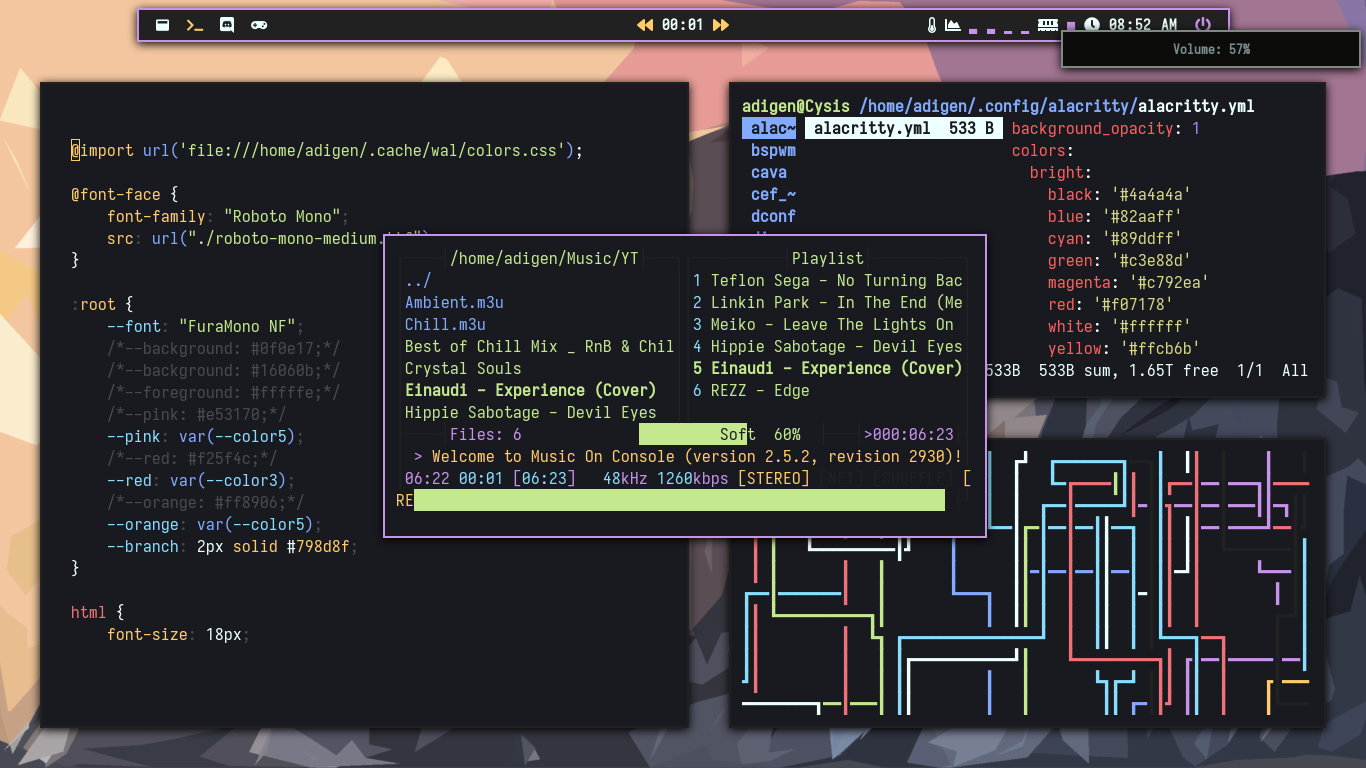 00:01
08:52 AM
Volume: 57%
@import url('file:///home/adigen/.cache/wal/colors.css');
@font-face {
font-family: "Roboto Mono";
src: url("./roboto-mono-medium.
}
:root {
--font: "FuraMono NF";
/*--background: #0f0e17;*/
/*--background: #16060b;*/
/*--foreground: #fffffe;*/
/*--pink: #e53170;*/
--pink: var(--color5);
/*--red: #f25f4c;*/
--red: var(--color3);
/*--orange: #ff8906;*/
--orange: var(--color5);
--branch: 2px solid #798d8f;
}
html {
font-size: 18px;
adigen@Cysis /home/adigen/.config/alacritty/alacritty.yml
alac~ alacritty.yml 533 B background_opacity: 1
bspwm colors:
cava bright:
cef_~ black: '#4a4a4a'
dconf blue: '#82aaff'
cyan: '#89ddff'
green: '#c3e88d'
magenta: '#c792ea'
red: '#f07178'
white: '#ffffff'
yellow: '#ffcb6b'
533B 533B sum, 1.65T free 1/1 All
/home/adigen/Music/YT
../
Ambient.m3u
Chill.m3u
Best of Chill Mix _ RnB & Chil
Crystal Souls
Einaudi - Experience (Cover)
Hippie Sabotage - Devil Eyes
Playlist
1 Teflon Sega - No Turning Bac
2 Linkin Park - In The End (Me
3 Meiko - Leave The Lights On
4 Hippie Sabotage - Devil Eyes
5 Einaudi - Experience (Cover)
6 REZZ - Edge
Files: 6 Soft 60% >000:06:23
> Welcome to Music On Console (version 2.5.2, revision 2930)!
06:22 00:01 [06:23] 48kHz 1260kbps [STEREO] [NET] [SHUFFLE] [
RE